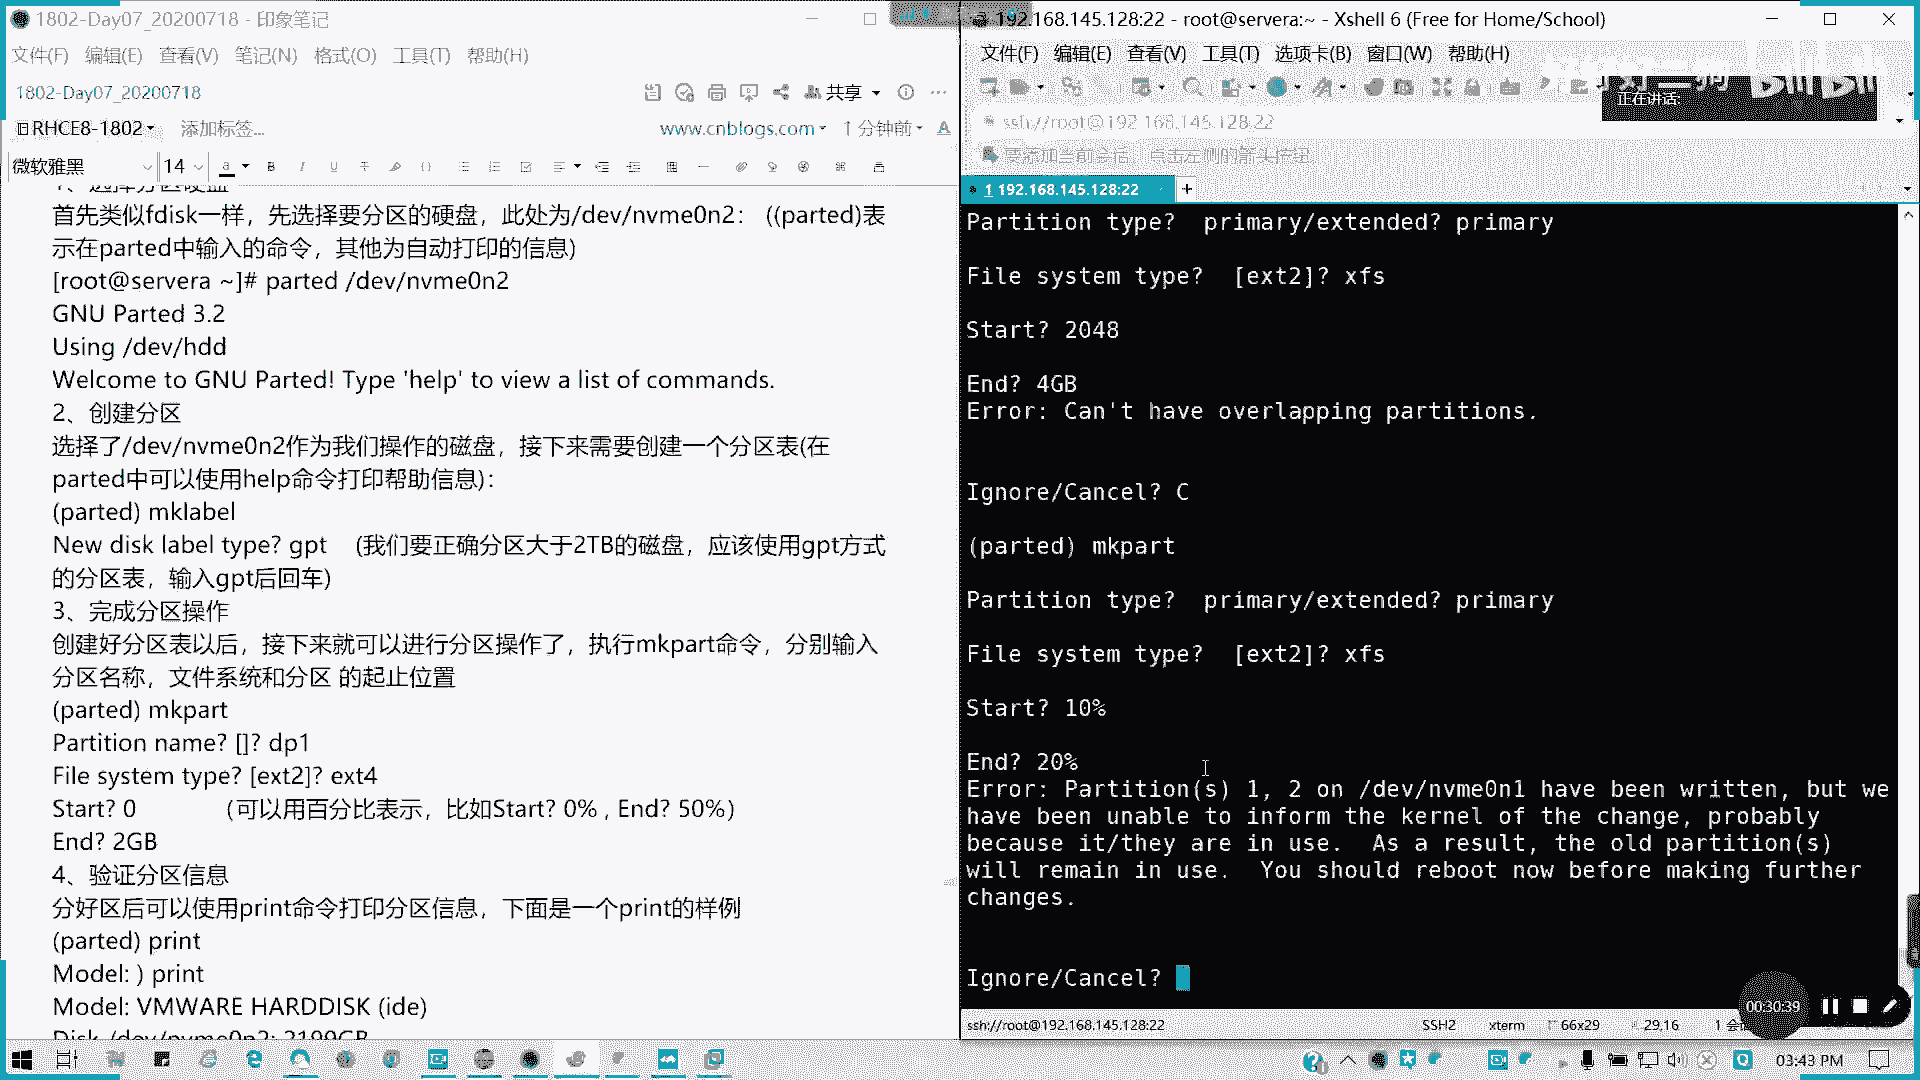 1802-Day07_20200718 - 印象笔记
文件(F) 编辑(E) 查看(V) 笔记(N) 格式(O) 工具(T) 帮助(H)
1802-Day07_20200718
共享
RHCE8-1802
添加标签...
www.cnblogs.com
1 分钟前
微软雅黑
14
1、选择分区硬盘
首先类似fdisk一样，先选择要分区的硬盘，此处为/dev/nvme0n2： ((parted)表
示在parted中输入的命令，其他为自动打印的信息)
[root@servera ~]# parted /dev/nvme0n2
GNU Parted 3.2
Using /dev/hdd
Welcome to GNU Parted! Type 'help' to view a list of commands.
2、创建分区
选择了/dev/nvme0n2作为我们操作的磁盘，接下来需要创建一个分区表(在
parted中可以使用help命令打印帮助信息)：
(parted) mklabel
New disk label type? gpt (我们要正确分区大于2TB的磁盘，应该使用gpt方式
的分区表，输入gpt后回车)
3、完成分区操作
创建好分区表以后，接下来就可以进行分区操作了，执行mkpart命令，分别输入
分区名称，文件系统和分区 的起止位置
(parted) mkpart
Partition name? []? dp1
File system type? [ext2]? ext4
Start? 0 （可以用百分比表示，比如Start? 0% , End? 50%）
End? 2GB
4、验证分区信息
分好区后可以使用print命令打印分区信息，下面是一个print的样例
(parted) print
Model: ) print
Model: VMWARE HARDDISK (ide)
Disk /dev/nvme0n2: 2199GB
192.168.145.128:22 - root@servera:~ - Xshell 6 (Free for Home/School)
文件(F) 编辑(E) 查看(V) 工具(T) 选项卡(B) 窗口(W) 帮助(H)
正在讲话:
ssh://root@192.168.145.128:22
要添加当前会话，点击左侧的箭头按钮
1 192.168.145.128:22
Partition type? primary/extended? primary
File system type? [ext2]? xfs
Start? 2048
End? 4GB
Error: Can't have overlapping partitions.
Ignore/Cancel? C
(parted) mkpart
Partition type? primary/extended? primary
File system type? [ext2]? xfs
Start? 10%
End? 20%
Error: Partition(s) 1, 2 on /dev/nvme0n1 have been written, but we
have been unable to inform the kernel of the change, probably
because it/they are in use. As a result, the old partition(s)
will remain in use. You should reboot now before making further
changes.
Ignore/Cancel?
00:30:39
ssh://root@192.168.145.128:22 SSH2 xterm 66x29 29,16
03:43 PM